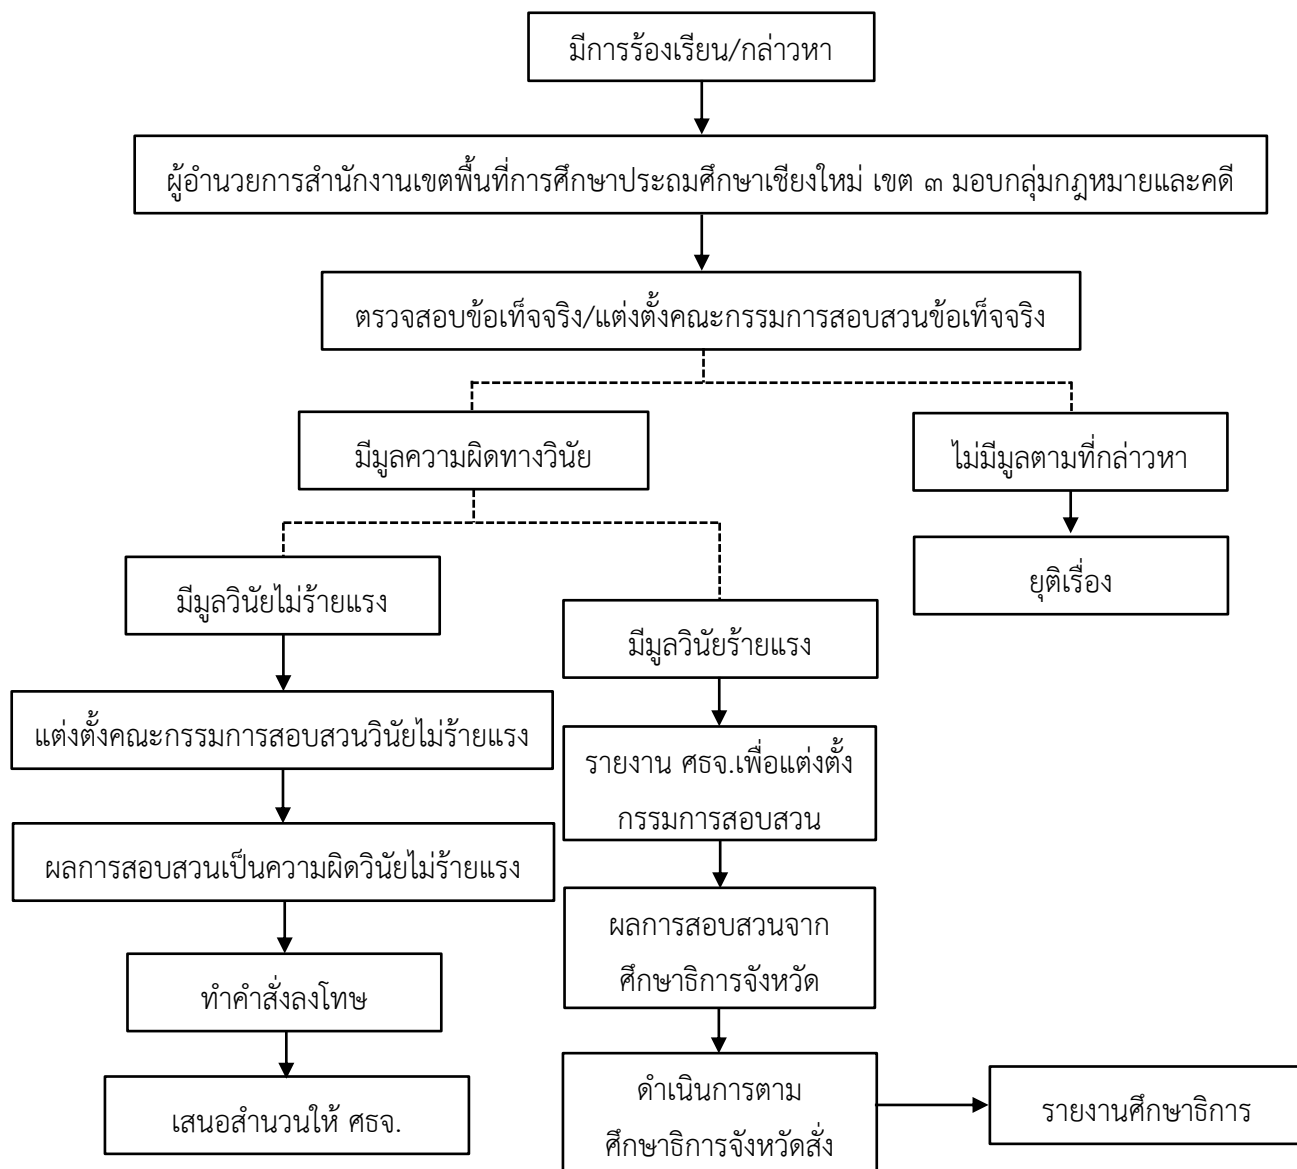 มีการร้องเรียน/กล่าวหา
ผู้อำนวยการสำนักงานเขตพื้นที่การศึกษาประถมศึกษาเชียงใหม่ เขต ๓ มอบกลุ่มกฎหมายและคดี
ตรวจสอบข้อเท็จจริง/แต่งตั้งคณะกรรมการสอบสวนข้อเท็จจริง
มีมูลความผิดทางวินัย
ไม่มีมูลตามที่กล่าวหา
ยุติเรื่อง
มีมูลวินัยไม่ร้ายแรง
มีมูลวินัยร้ายแรง
แต่งตั้งคณะกรรมการสอบสวนวินัยไม่ร้ายแรง
รายงาน ศธจ.เพื่อแต่งตั้ง
กรรมการสอบสวน
ผลการสอบสวนเป็นความผิดวินัยไม่ร้ายแรง
ผลการสอบสวนจาก
ศึกษาธิการจังหวัด
ทำคำสั่งลงโทษ
ดำเนินการตาม
ศึกษาธิการจังหวัดสั่ง
รายงานศึกษาธิการ
เสนอสำนวนให้ ศธจ.